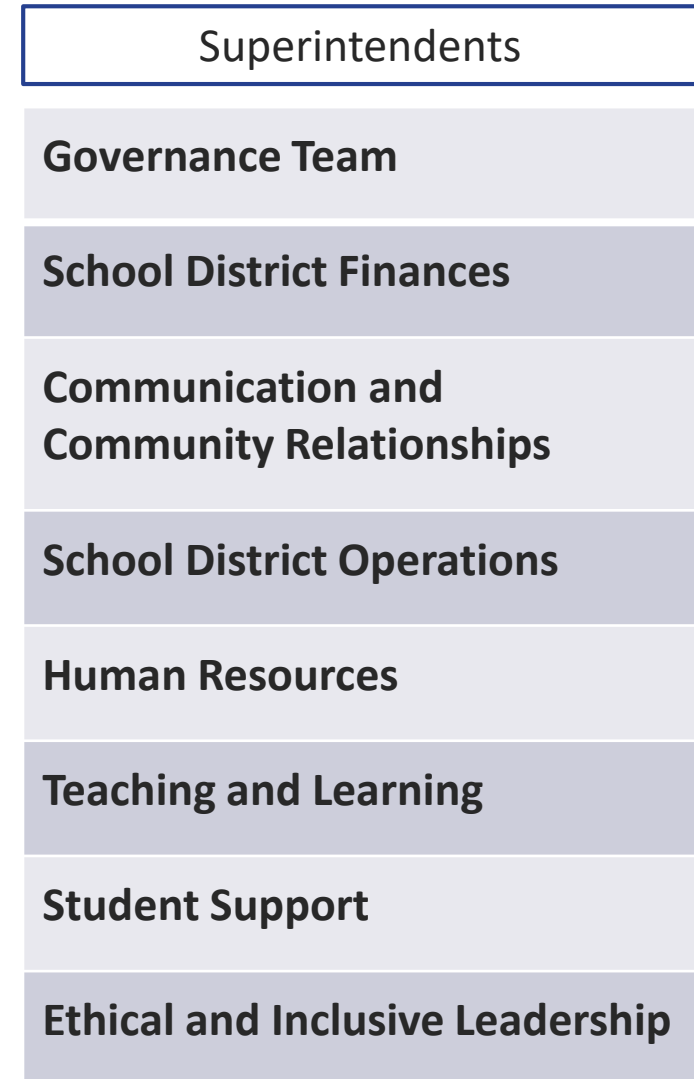 Superintendents
Governance Team
School District Finances
Communication and
Community Relationships
School District Operations
Human Resources
Teaching and Learning
Student Support
Ethical and Inclusive Leadership